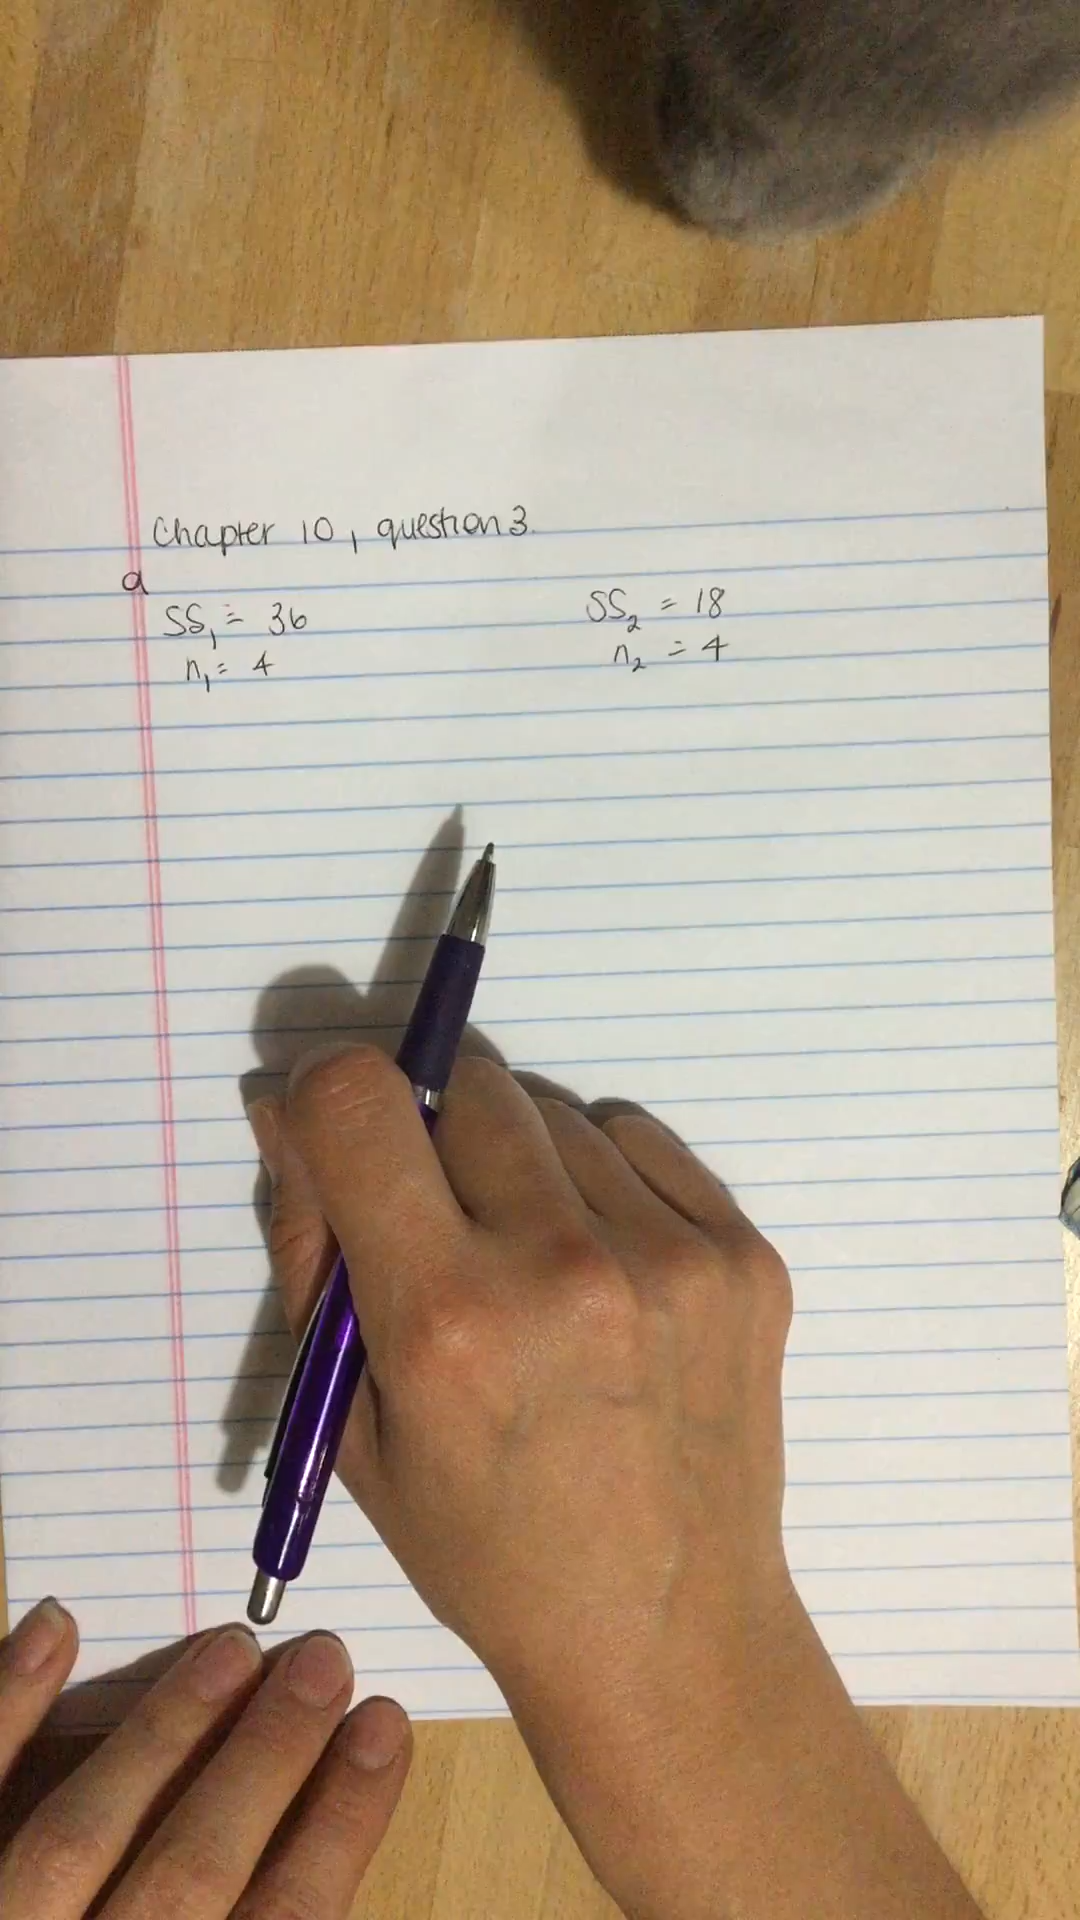 Chapter 10, question 3.
a
SS₁ = 36 SS₂ = 18
n₁ = 4 n₂ = 4